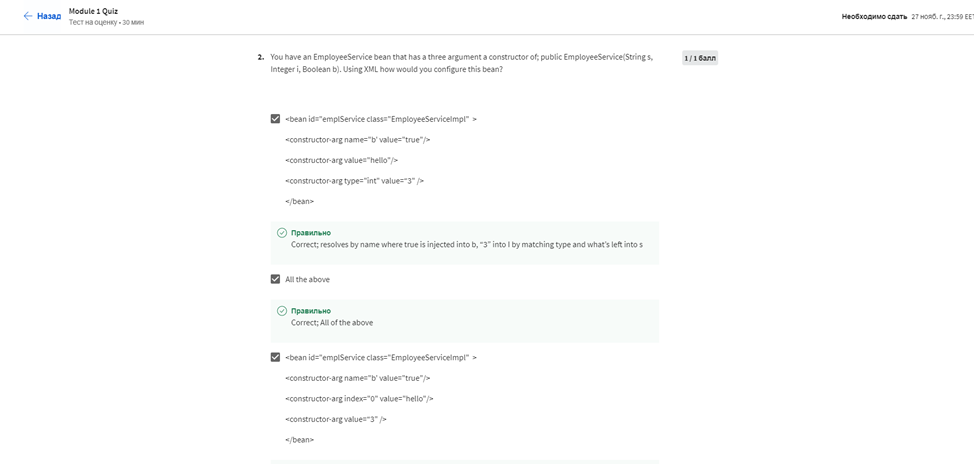 Назад
Module 1 Quiz
Тест на оценку • 30 мин
Необходимо сдать 27 нояб. г., 23:59 EET
2. You have an EmployeeService bean that has a three argument a constructor of; public EmployeeService(String s,
Integer i, Boolean b). Using XML how would you configure this bean?
1 / 1 балл
<bean id="emplService class="EmployeeServiceImpl" >
<constructor-arg name="b' value="true"/>
<constructor-arg value="hello"/>
<constructor-arg type="int" value="3" />
</bean>
Правильно
Correct; resolves by name where true is injected into b, "3" into I by matching type and what's left into s
All the above
Правильно
Correct; All of the above
<bean id="emplService class="EmployeeServiceImpl" >
<constructor-arg name="b' value="true"/>
<constructor-arg index="0" value="hello"/>
<constructor-arg value="3" />
</bean>